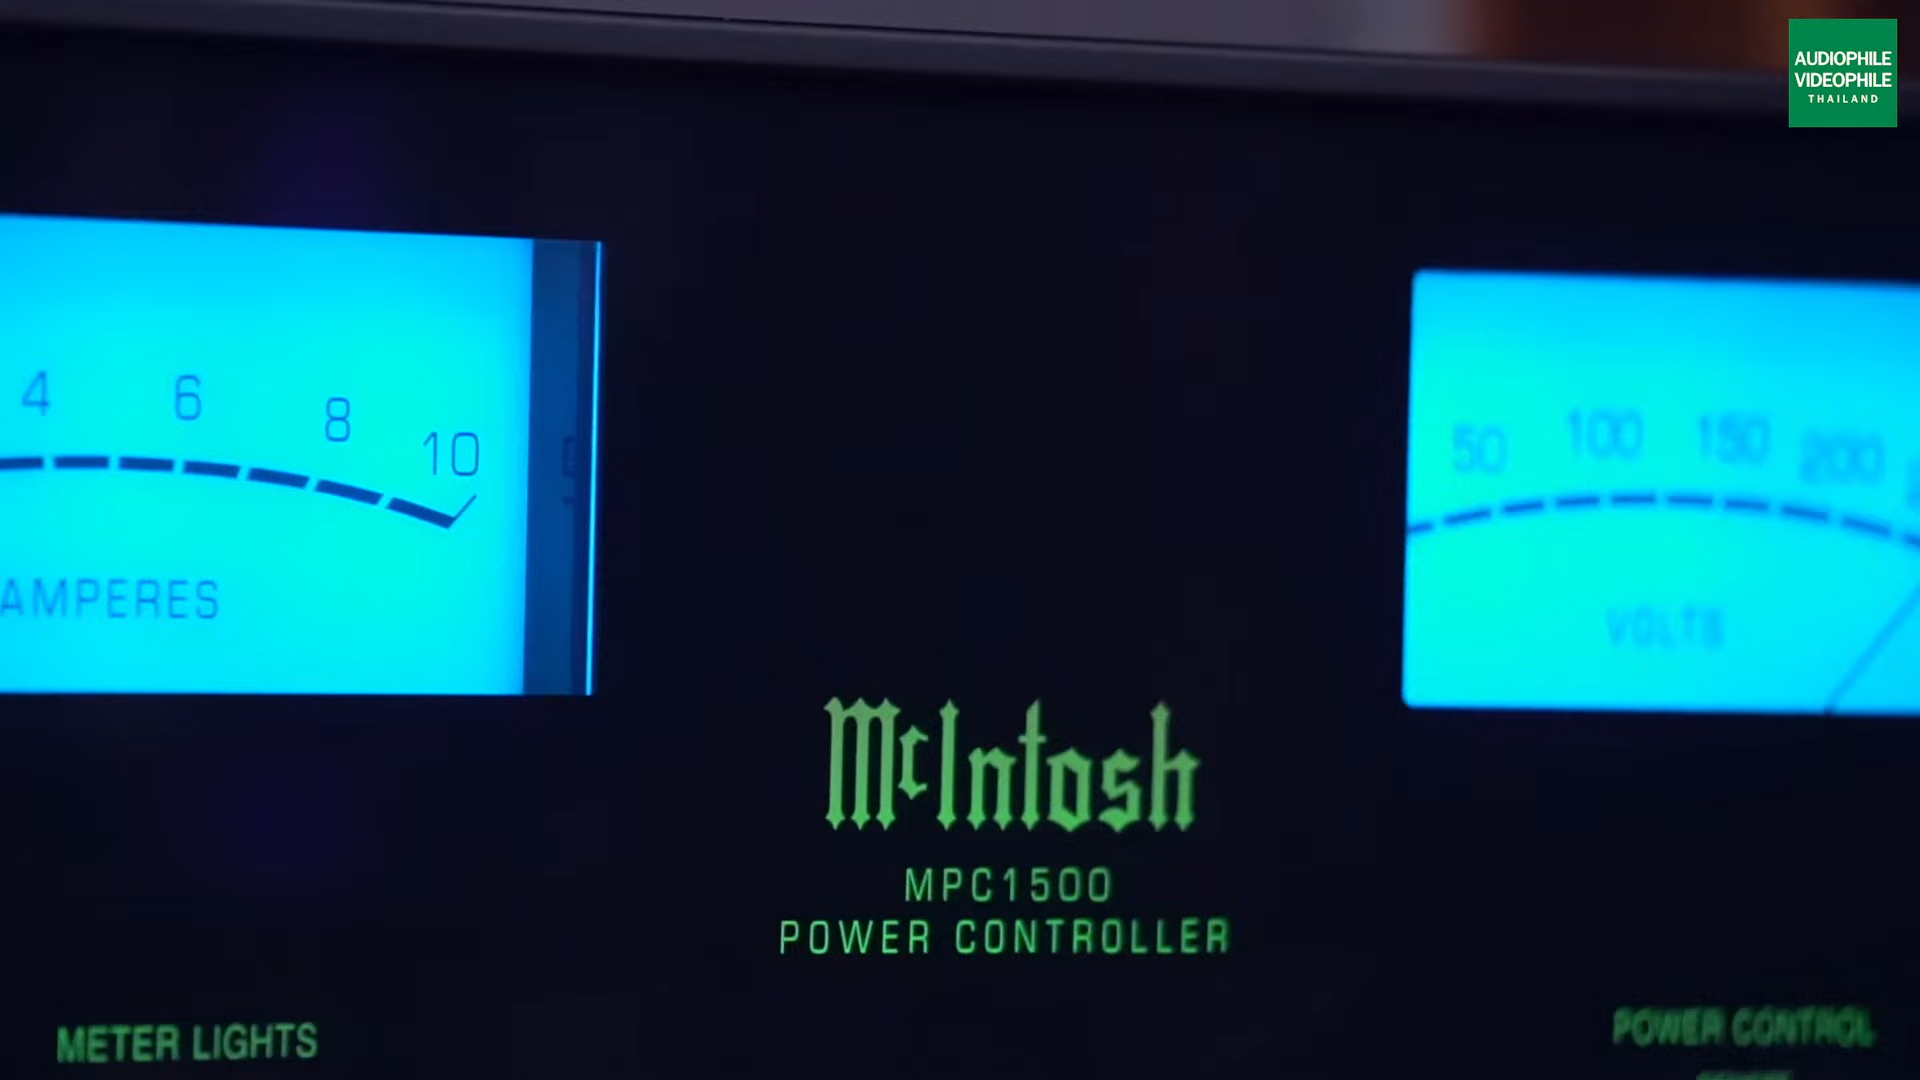 AUDIOPHILE
VIDEOPHILE
THAILAND
4 6 8 10
AMPERES
50 100 150 200
VOLTS
McIntosh
MPC1500
POWER CONTROLLER
METER LIGHTS
POWER CONTROL